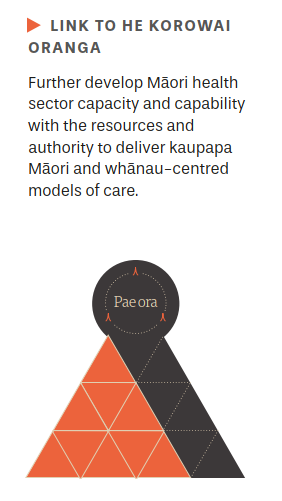 LINK TO HE KOROWAI
ORANGA
Further develop Māori health
sector capacity and capability
with the resources and
authority to deliver kaupapa
Māori and whānau-centred
models of care.
Pae ora